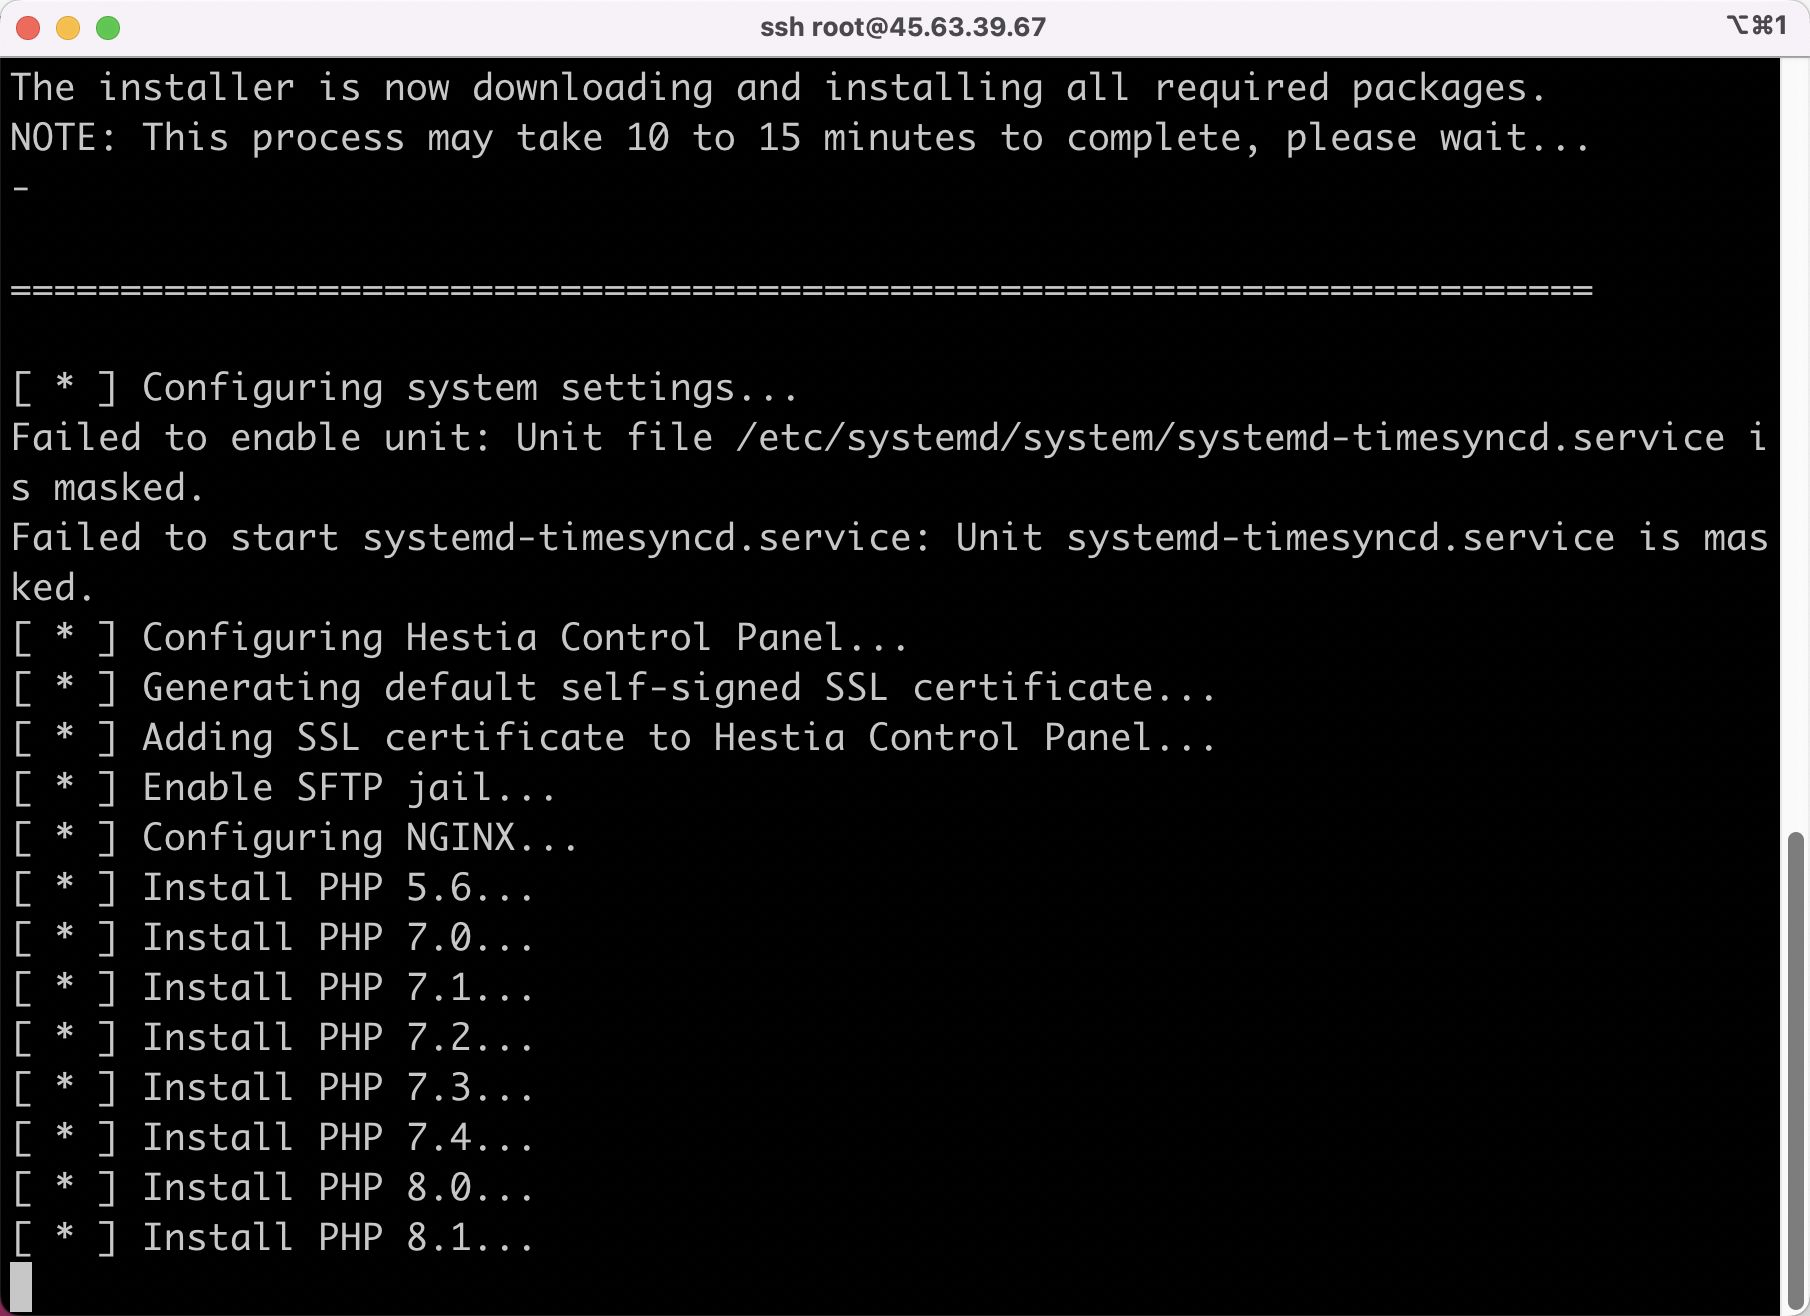 ssh root@45.63.39.67
⌥⌘1
The installer is now downloading and installing all required packages.
NOTE: This process may take 10 to 15 minutes to complete, please wait...
-
========================================================================
[ * ] Configuring system settings...
Failed to enable unit: Unit file /etc/systemd/system/systemd-timesyncd.service i
s masked.
Failed to start systemd-timesyncd.service: Unit systemd-timesyncd.service is mas
ked.
[ * ] Configuring Hestia Control Panel...
[ * ] Generating default self-signed SSL certificate...
[ * ] Adding SSL certificate to Hestia Control Panel...
[ * ] Enable SFTP jail...
[ * ] Configuring NGINX...
[ * ] Install PHP 5.6...
[ * ] Install PHP 7.0...
[ * ] Install PHP 7.1...
[ * ] Install PHP 7.2...
[ * ] Install PHP 7.3...
[ * ] Install PHP 7.4...
[ * ] Install PHP 8.0...
[ * ] Install PHP 8.1...